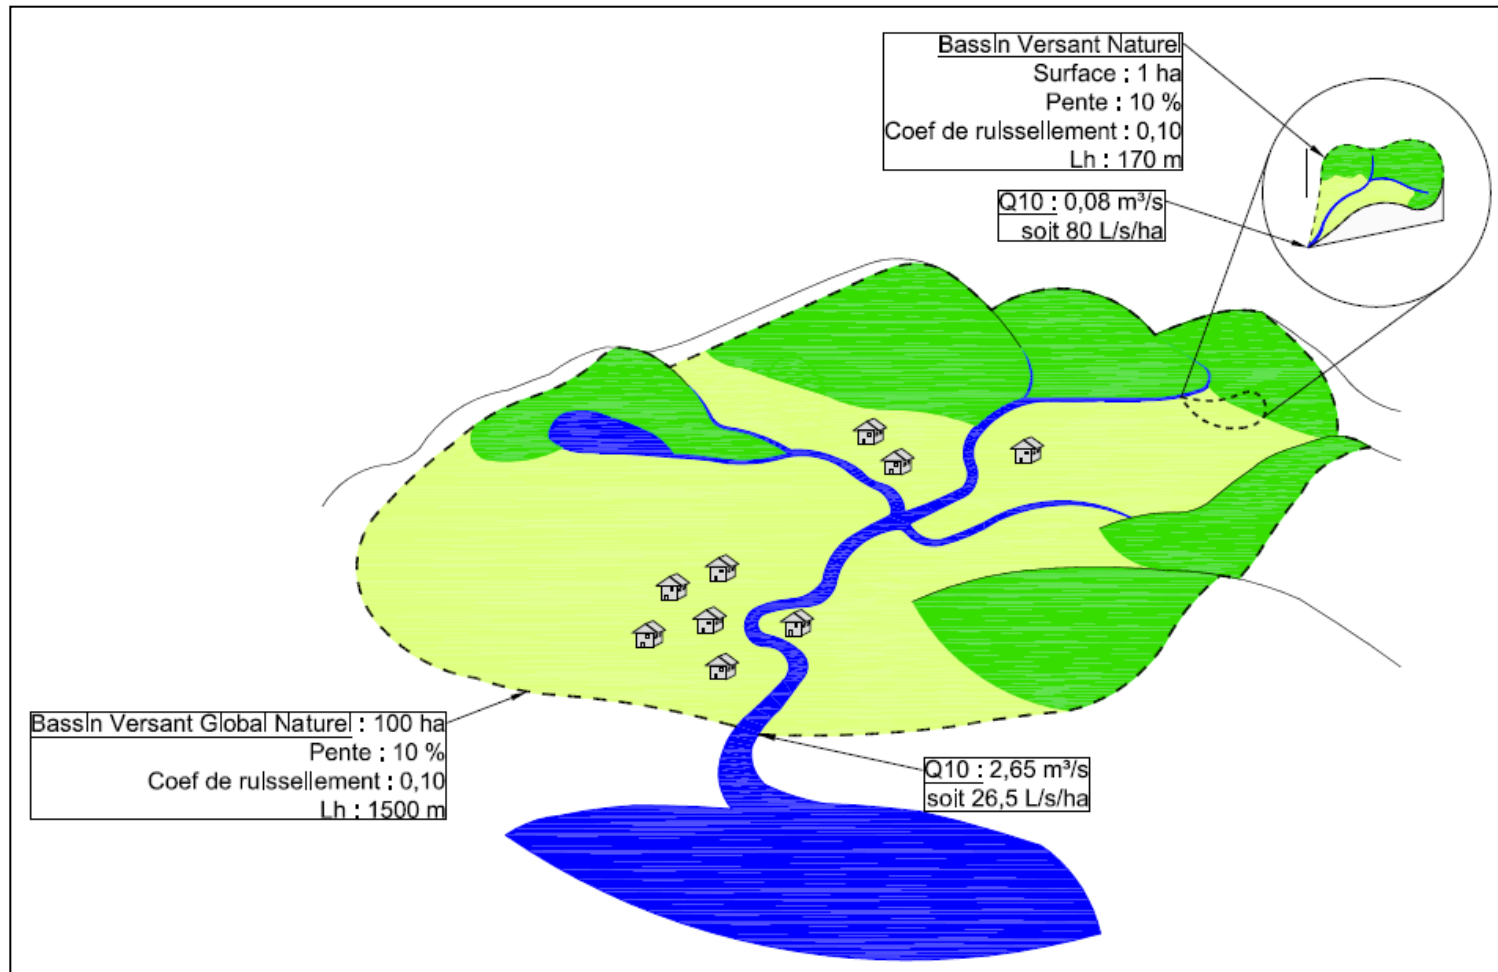 Bassin Versant Naturel
Surface : 1 ha
Pente : 10 %
Coef de ruissellement : 0,10
Lh : 170 m
Q10 : 0,08 m³/s
soit 80 L/s/ha
Bassin Versant Global Naturel : 100 ha
Pente : 10 %
Coef de ruissellement : 0,10
Lh : 1500 m
Q10 : 2,65 m³/s
soit 26,5 L/s/ha